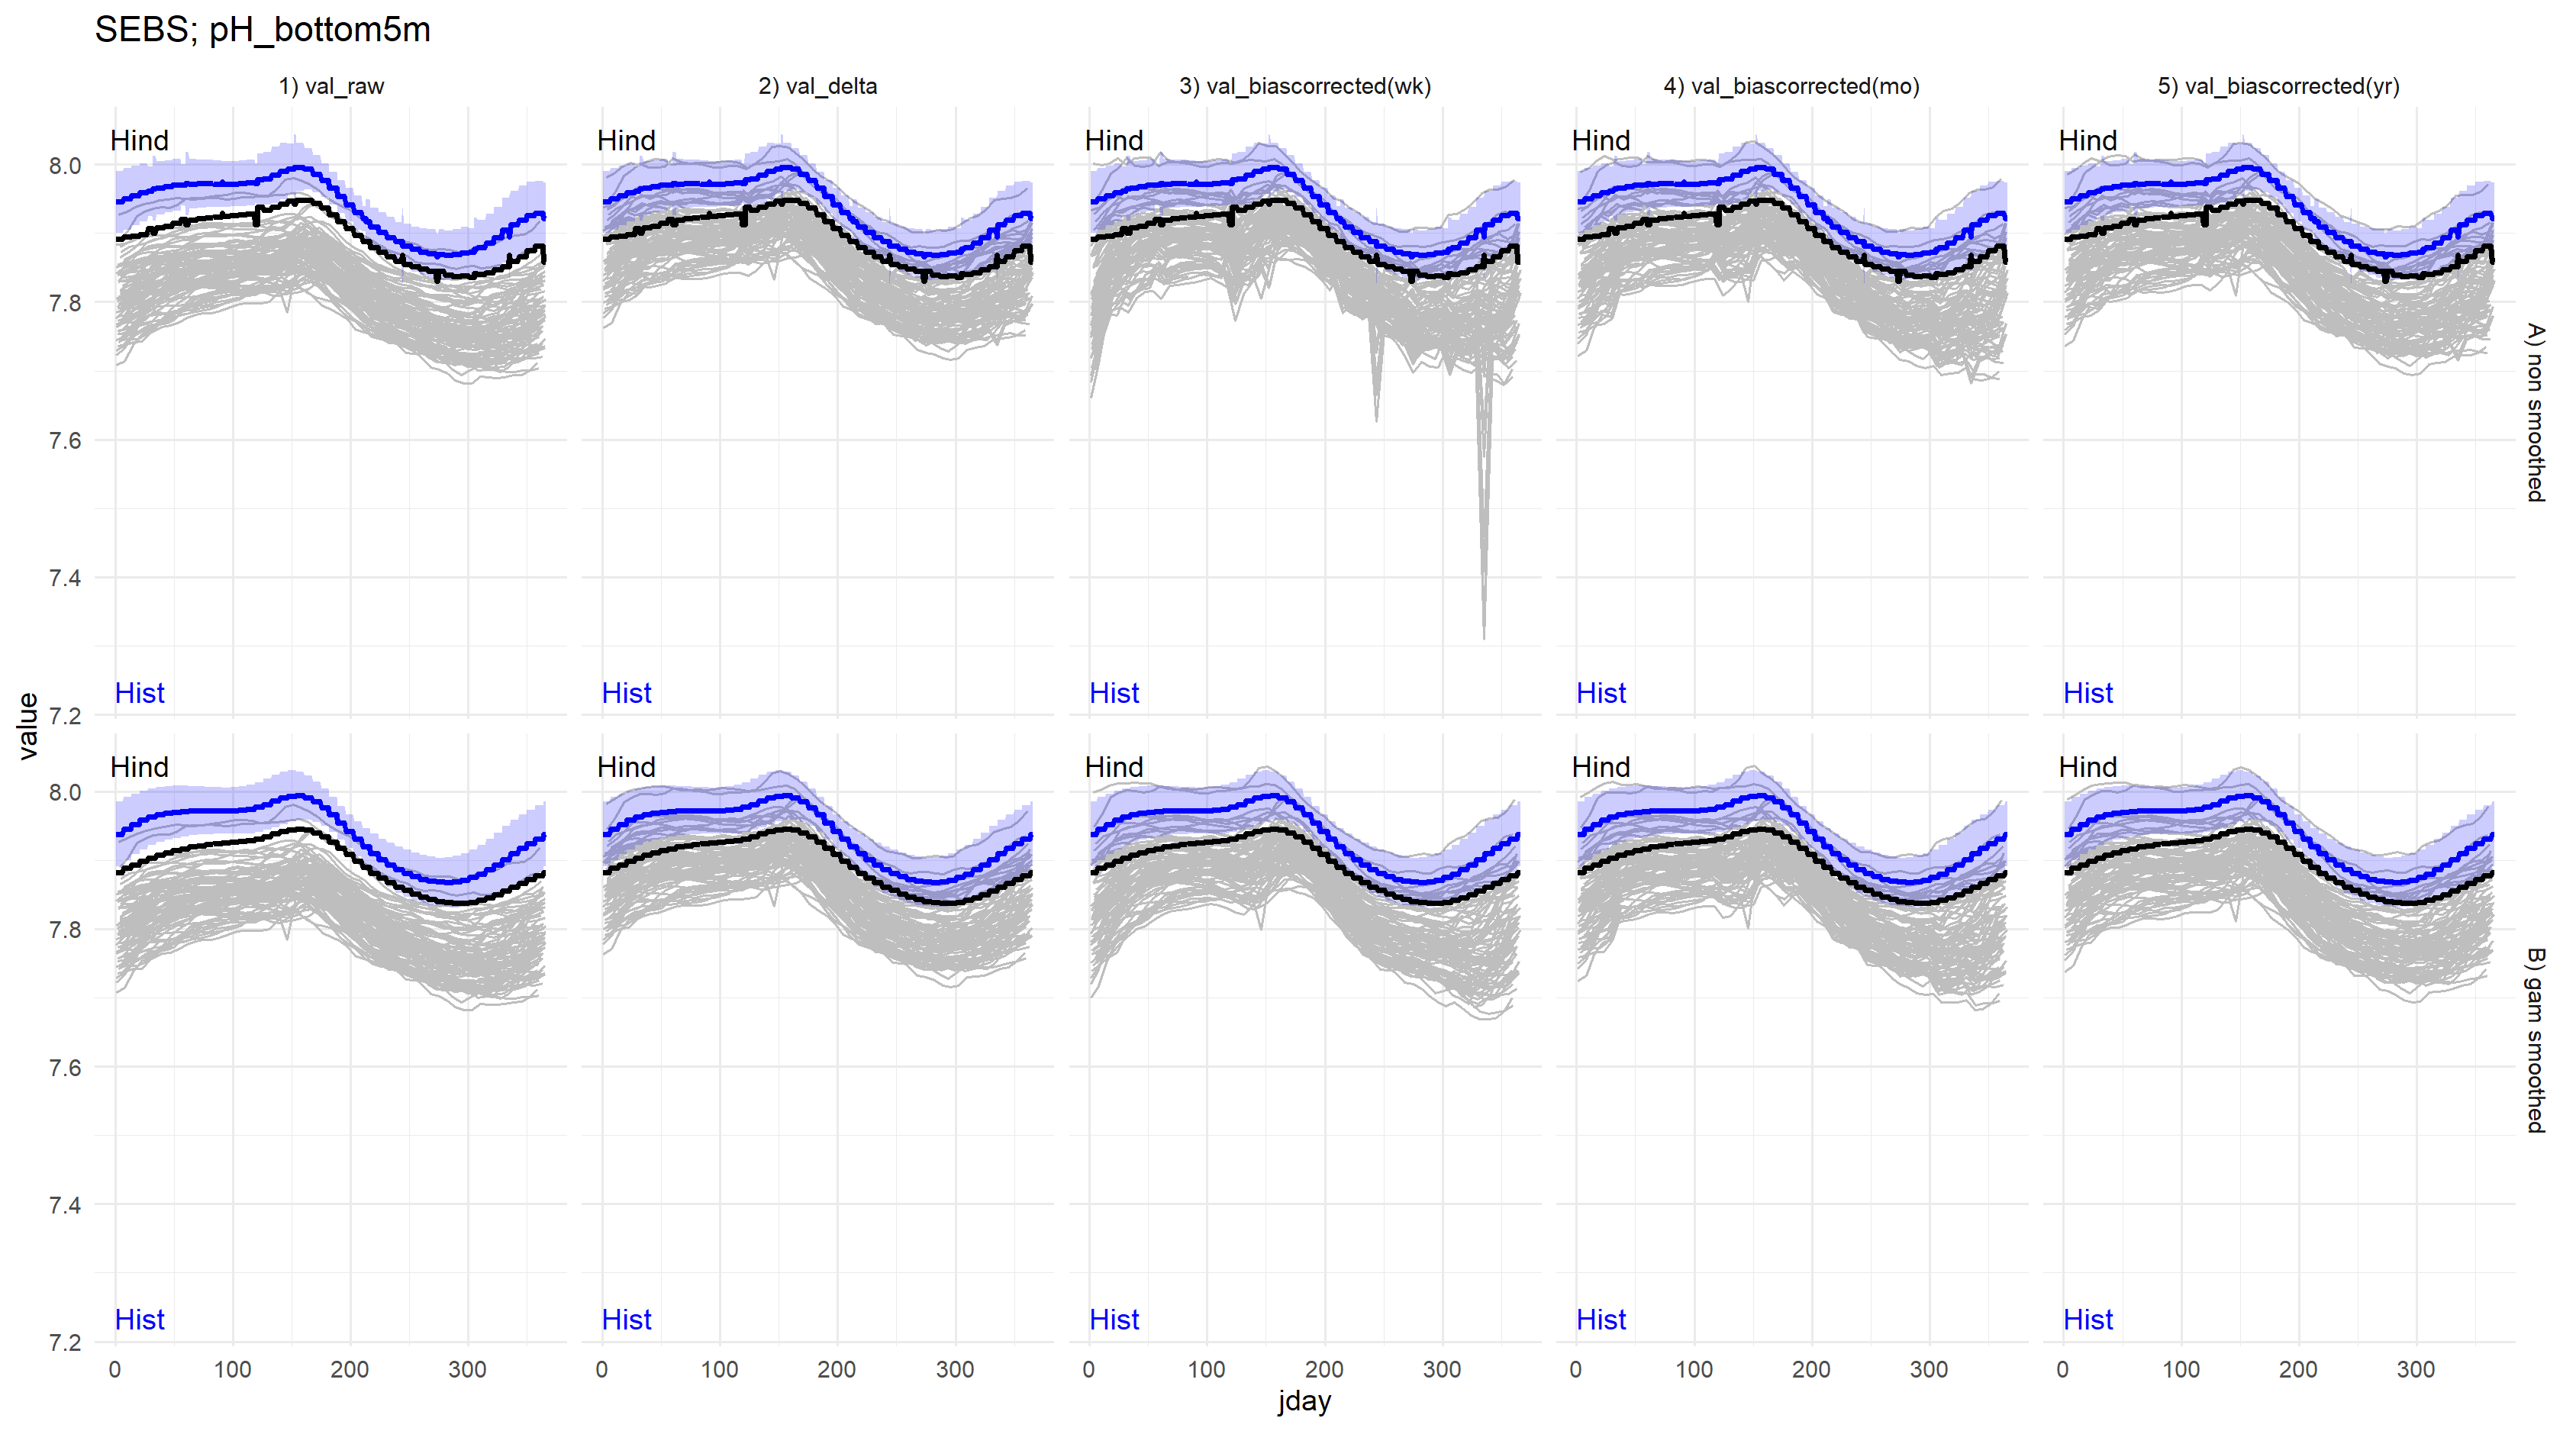 SEBS; pH_bottom5m
1) val_raw
2) val_delta
3) val_biascorrected(wk)
4) val_biascorrected(mo)
5) val_biascorrected(yr)
Hind
Hind
Hind
Hind
Hind
8.0
7.8
7.6
7.4
7.2
Hist
Hist
Hist
Hist
Hist
A) non smoothed
value
Hind
Hind
Hind
Hind
Hind
8.0
7.8
7.6
7.4
7.2
Hist
Hist
Hist
Hist
Hist
B) gam smoothed
0 100 200 300
0 100 200 300
0 100 200 300
0 100 200 300
0 100 200 300
jday